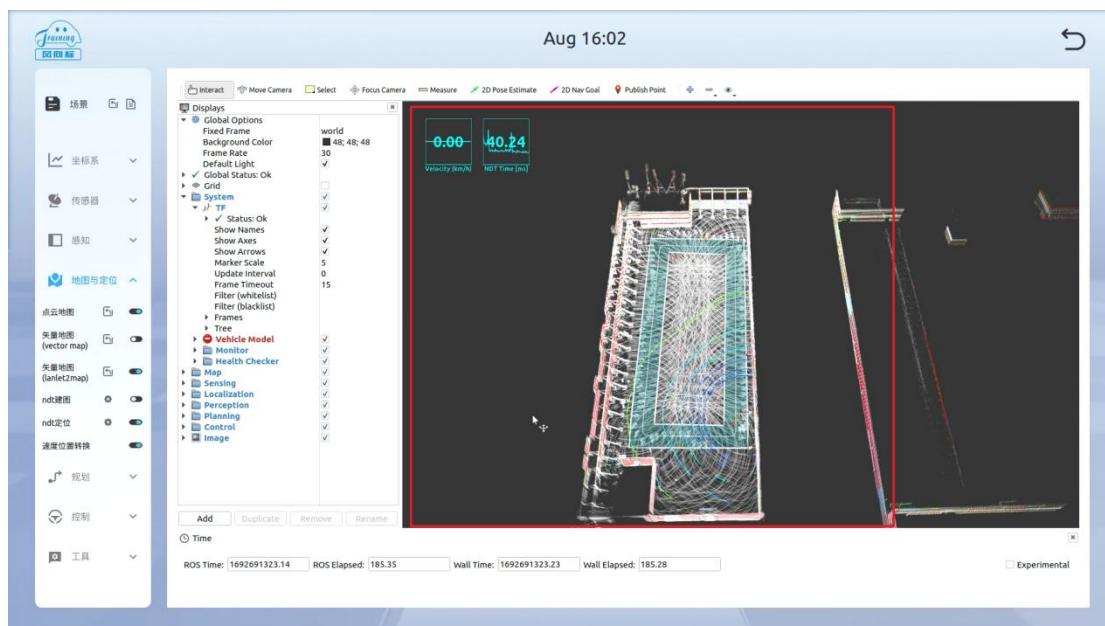 Training
风向标
Aug 16:02
场景
坐标系
传感器
感知
地图与定位
点云地图
矢量地图
(vector map)
矢量地图
(lanlet2map)
ndt建图
ndt定位
速度位置转换
规划
控制
工具
Interact Move Camera Select Focus Camera Measure 2D Pose Estimate 2D Nav Goal Publish Point
Displays
Global Options
Fixed Frame world
Background Color 48; 48; 48
Frame Rate 30
Default Light ✓
Global Status: Ok
Grid
System
TF
Status: Ok
Show Names
Show Axes
Show Arrows
Marker Scale 5
Update Interval 0
Frame Timeout 15
Filter (whitelist)
Filter (blacklist)
Frames
Tree
Vehicle Model
Monitor
Health Checker
Map
Sensing
Localization
Perception
Planning
Control
Image
Add Duplicate Remove Rename
0.00 40.24
Velocity (km/h) NDT Time [ms]
Time
ROS Time: 1692691323.14 ROS Elapsed: 185.35 Wall Time: 1692691323.23 Wall Elapsed: 185.28 Experimental